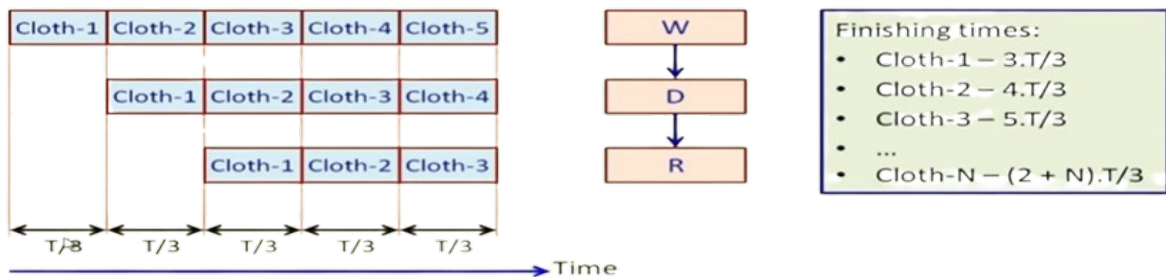 Cloth-1 Cloth-2 Cloth-3 Cloth-4 Cloth-5
Cloth-1 Cloth-2 Cloth-3 Cloth-4
Cloth-1 Cloth-2 Cloth-3
T/3 T/3 T/3 T/3 T/3
Time
W
D
R
Finishing times:
• Cloth-1 – 3.T/3
• Cloth-2 – 4.T/3
• Cloth-3 – 5.T/3
• ...
• Cloth-N – (2 + N).T/3